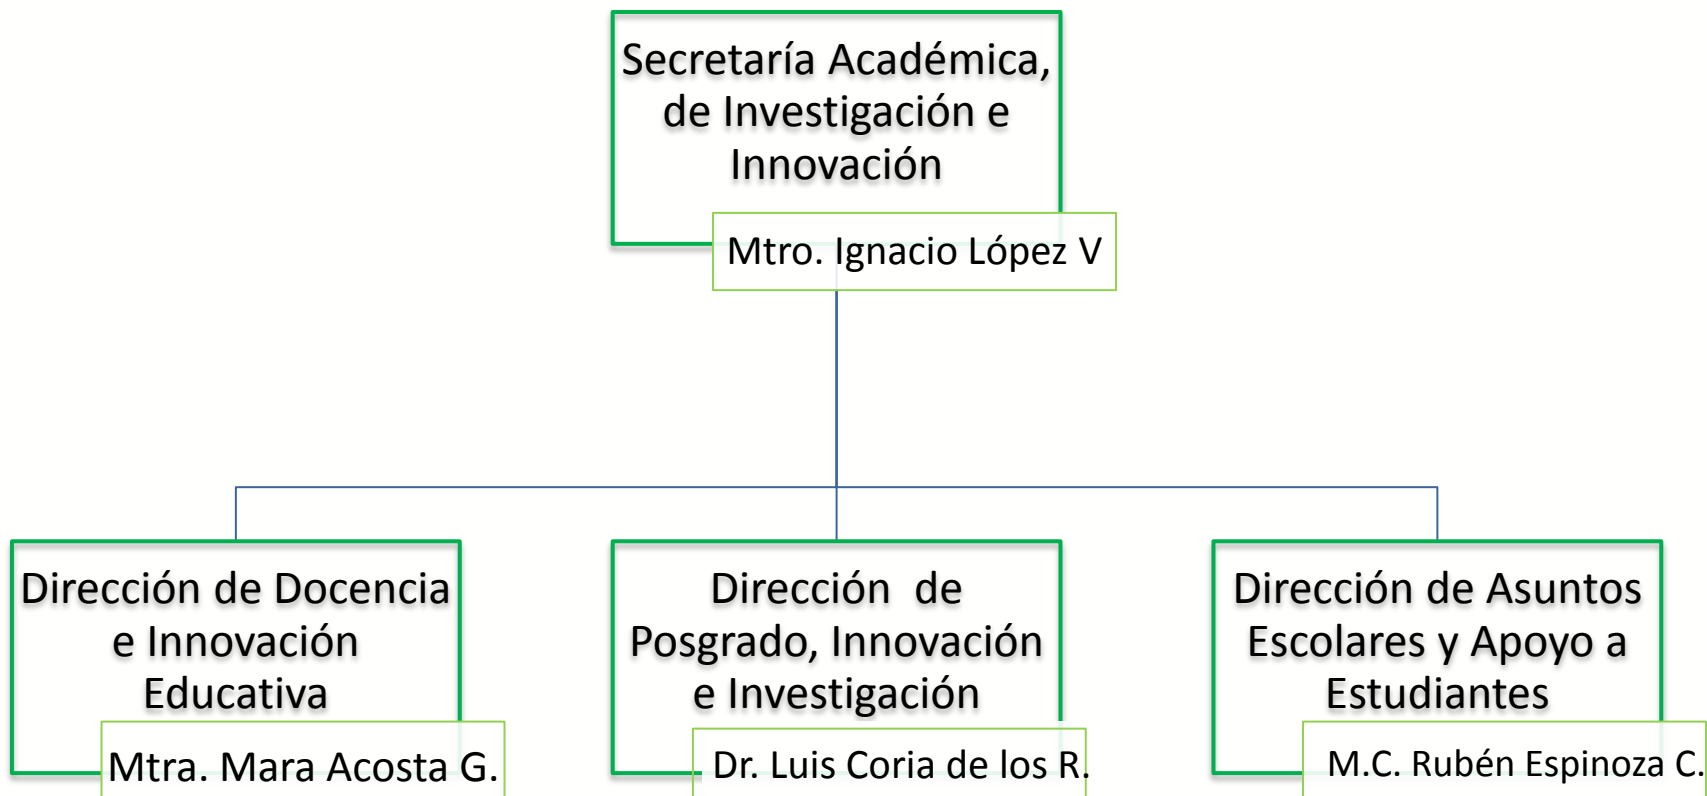 Secretaría Académica,
de Investigación e
Innovación
Mtro. Ignacio López V
Dirección de Docencia
e Innovación
Educativa
Mtra. Mara Acosta G.
Dirección de
Posgrado, Innovación
e Investigación
Dr. Luis Coria de los R.
Dirección de Asuntos
Escolares y Apoyo a
Estudiantes
M.C. Rubén Espinoza C.